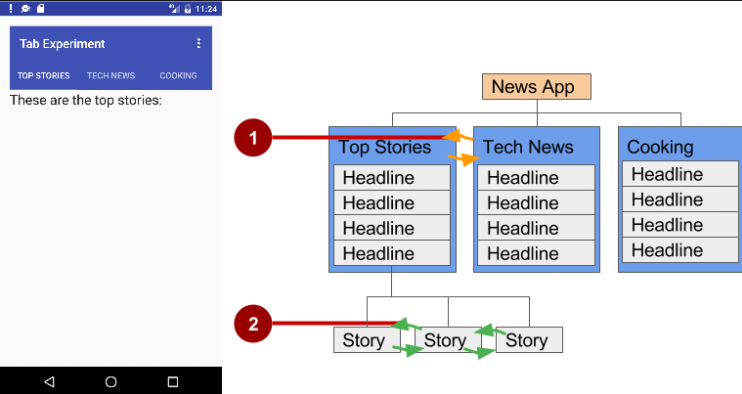 11:24
Tab Experiment
TOP STORIES TECH NEWS COOKING
These are the top stories:
News App
1
Top Stories
Headline
Headline
Headline
Headline
Tech News
Headline
Headline
Headline
Headline
Cooking
Headline
Headline
Headline
Headline
2
Story Story Story